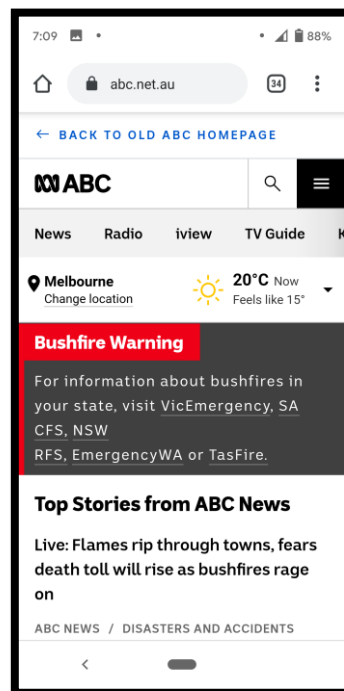 7:09
88%
abc.net.au
34
← BACK TO OLD ABC HOMEPAGE
ABC
News Radio iview TV Guide K
Melbourne
20°C Now
Change location
Feels like 15°
Bushfire Warning
For information about bushfires in
your state, visit VicEmergency, SA
CFS, NSW
RFS, EmergencyWA or TasFire.
Top Stories from ABC News
Live: Flames rip through towns, fears
death toll will rise as bushfires rage
on
ABC NEWS / DISASTERS AND ACCIDENTS